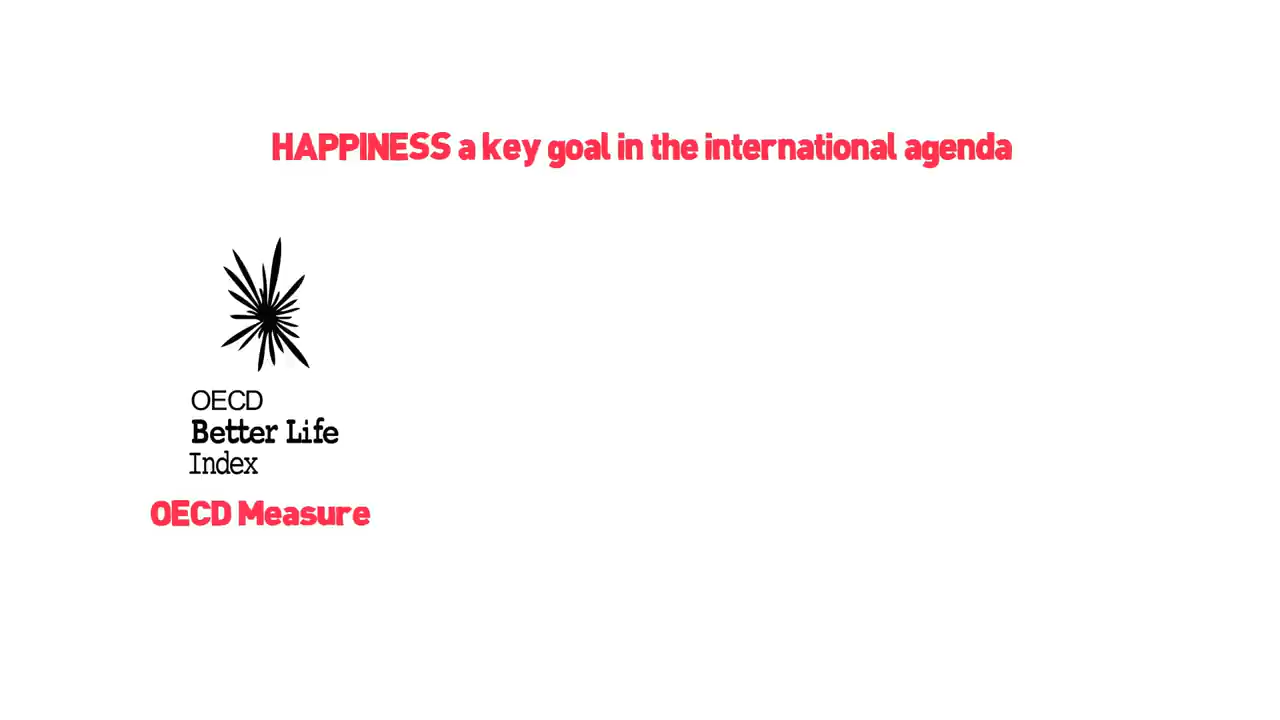 HAPPINESS a key goal in the international agenda
OECD
Better Life
Index
OECD Measure